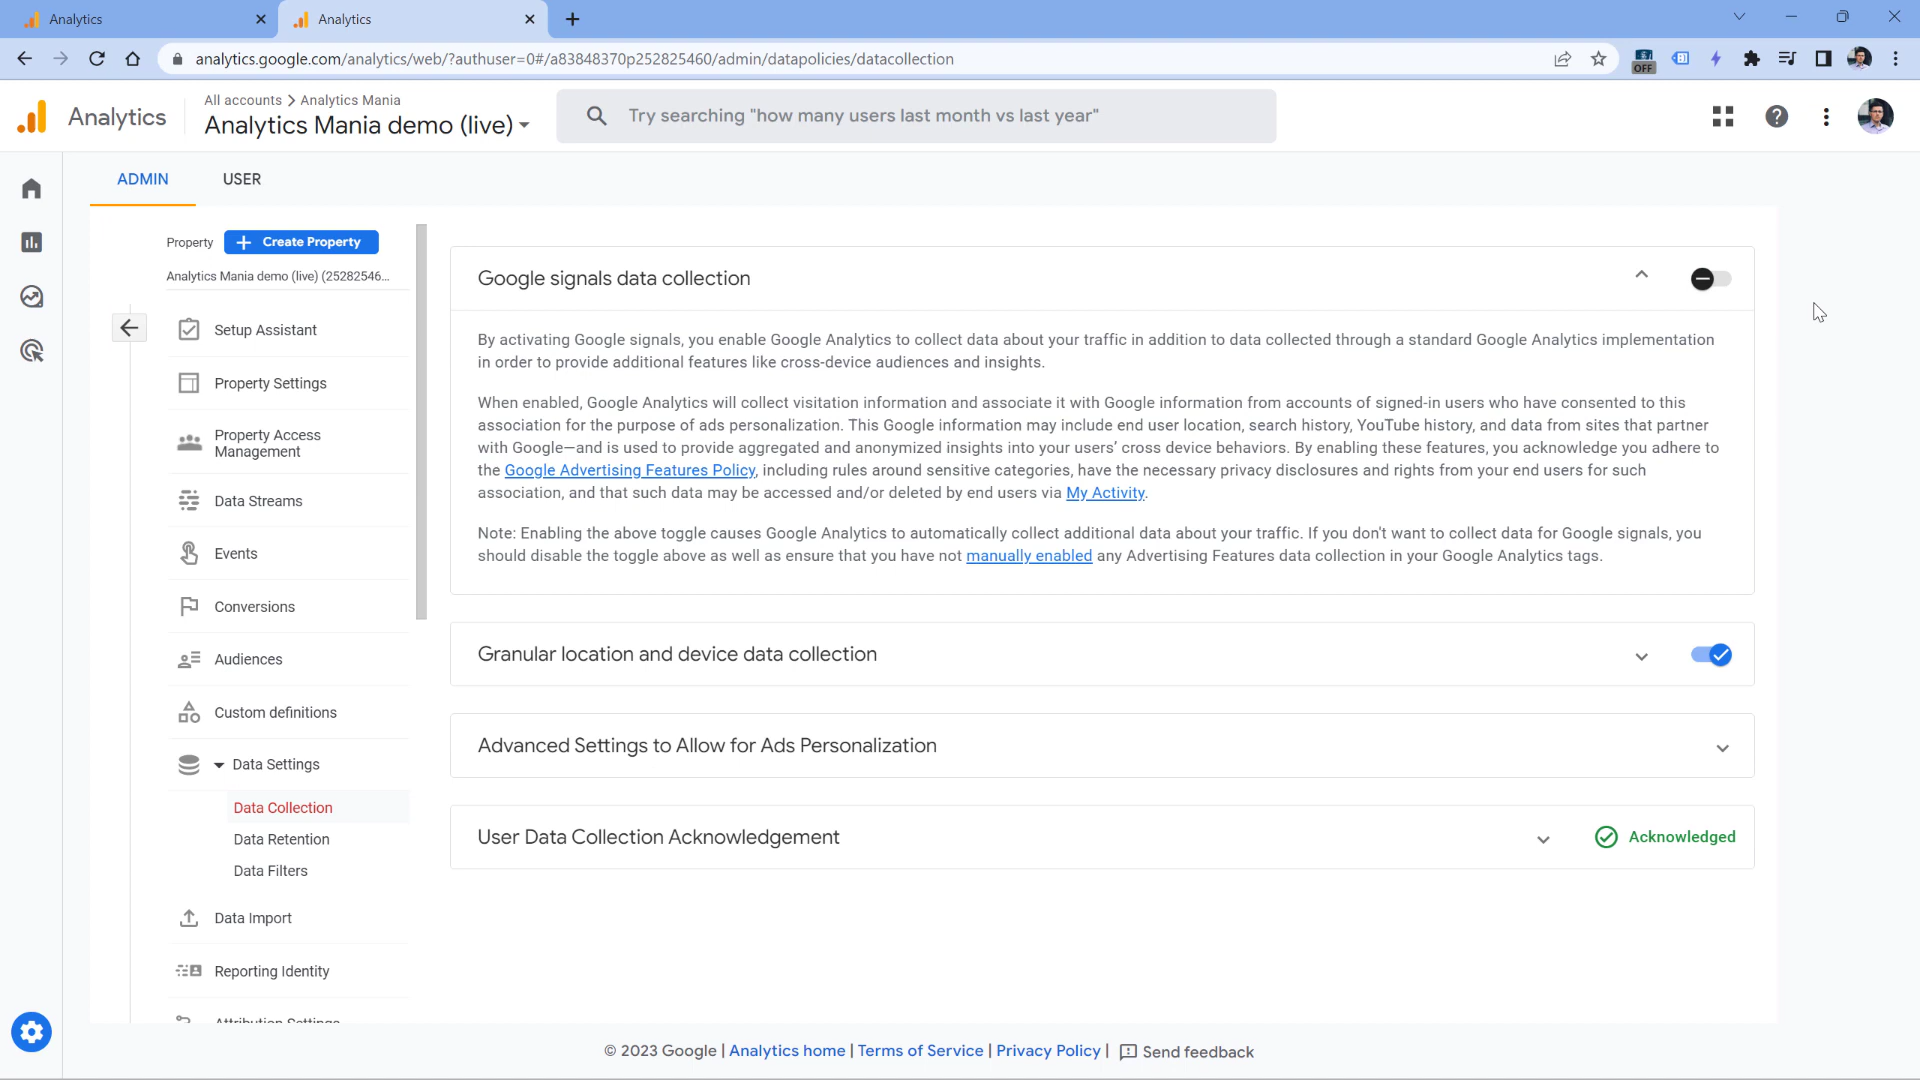 Analytics
Analytics
analytics.google.com/analytics/web/?authuser=0#/a83848370p252825460/admin/datapolicies/datacollection
OFF
Analytics
All accounts > Analytics Mania
Analytics Mania demo (live)
Try searching "how many users last month vs last year"
ADMIN
USER
Property
Create Property
Analytics Mania demo (live) (25282546...
Setup Assistant
Property Settings
Property Access
Management
Data Streams
Events
Conversions
Audiences
Custom definitions
Data Settings
Data Collection
Data Retention
Data Filters
Data Import
Reporting Identity
Attribution Settings
Google signals data collection
By activating Google signals, you enable Google Analytics to collect data about your traffic in addition to data collected through a standard Google Analytics implementation
in order to provide additional features like cross-device audiences and insights.
When enabled, Google Analytics will collect visitation information and associate it with Google information from accounts of signed-in users who have consented to this
association for the purpose of ads personalization. This Google information may include end user location, search history, YouTube history, and data from sites that partner
with Google—and is used to provide aggregated and anonymized insights into your users’ cross device behaviors. By enabling these features, you acknowledge you adhere to
the Google Advertising Features Policy, including rules around sensitive categories, have the necessary privacy disclosures and rights from your end users for such
association, and that such data may be accessed and/or deleted by end users via My Activity.
Note: Enabling the above toggle causes Google Analytics to automatically collect additional data about your traffic. If you don't want to collect data for Google signals, you
should disable the toggle above as well as ensure that you have not manually enabled any Advertising Features data collection in your Google Analytics tags.
Granular location and device data collection
Advanced Settings to Allow for Ads Personalization
User Data Collection Acknowledgement
Acknowledged
© 2023 Google | Analytics home | Terms of Service | Privacy Policy | Send feedback